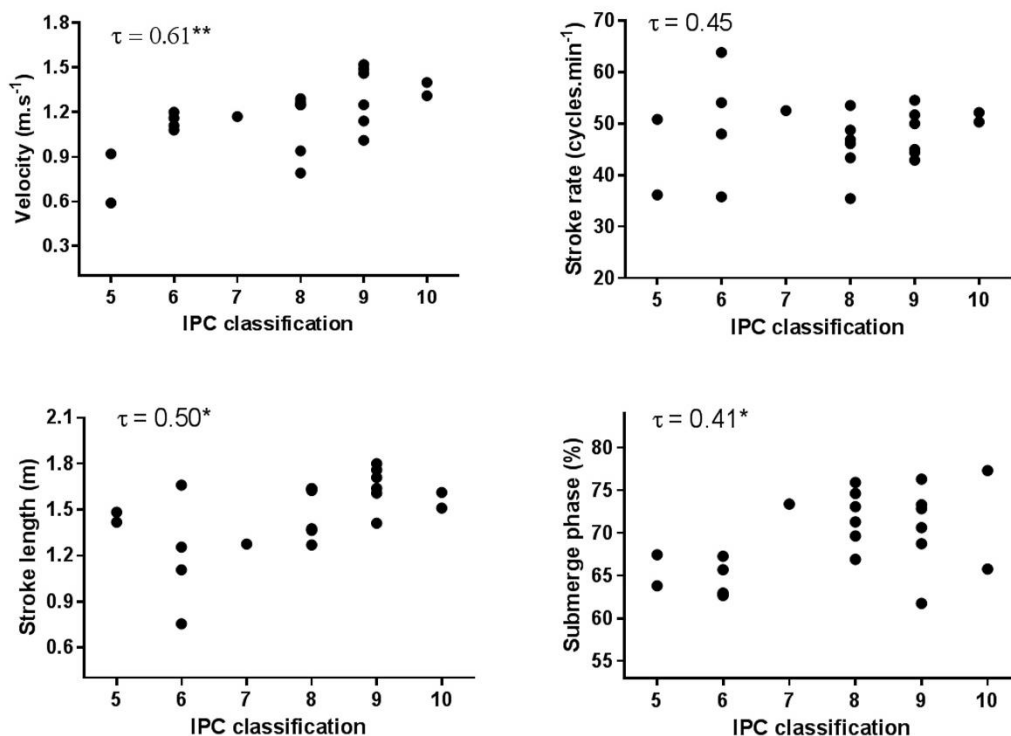 τ = 0.61**
Velocity (m.s-1)
1.8
1.5
1.2
0.9
0.6
0.3
5 6 7 8 9 10
IPC classification
τ = 0.45
Stroke rate (cycles.min-1)
70
60
50
40
30
20
5 6 7 8 9 10
IPC classification
τ = 0.50*
Stroke length (m)
2.1
1.8
1.5
1.2
0.9
0.6
5 6 7 8 9 10
IPC classification
τ = 0.41*
Submerge phase (%)
80
75
70
65
60
55
5 6 7 8 9 10
IPC classification